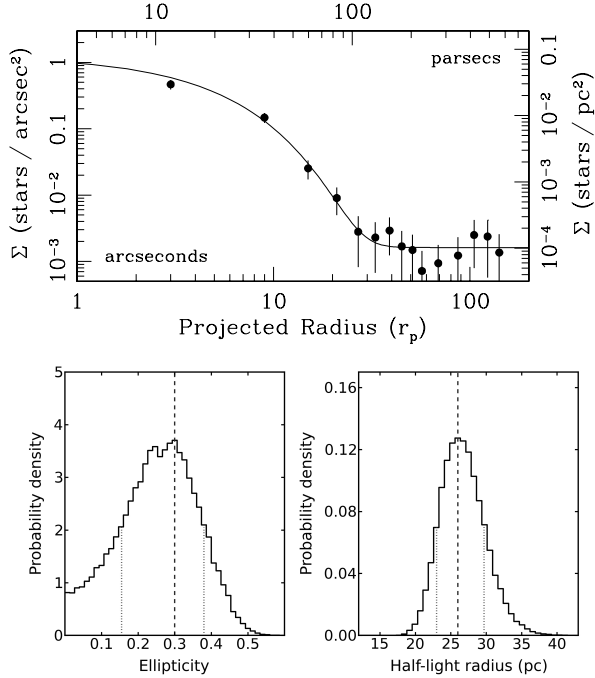 10 100
parsecs
Σ (stars / arcsec²)
1
0.1
10⁻²
10⁻³
0.1
10⁻²
10⁻³
10⁻⁴
Σ (stars / pc²)
arcseconds
1 10 100
Projected Radius (rₚ)
5
4
3
2
1
0
Probability density
0.1 0.2 0.3 0.4 0.5
Ellipticity
0.16
0.12
0.08
0.04
0.00
Probability density
15 20 25 30 35 40
Half-light radius (pc)